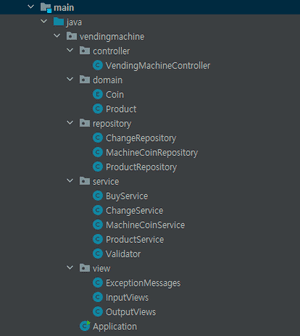 main
java
vendingmachine
controller
VendingMachineController
domain
Coin
Product
repository
ChangeRepository
MachineCoinRepository
ProductRepository
service
BuyService
ChangeService
MachineCoinService
ProductService
Validator
view
ExceptionMessages
InputViews
OutputViews
Application